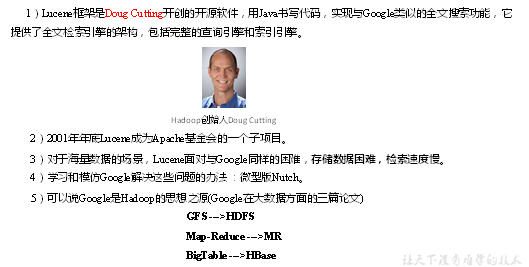 1）Lucene框架是Doug Cutting开创的开源软件，用Java书写代码，实现与Google类似的全文搜索功能，它
提供了全文检索引擎的架构，包括完整的查询引擎和索引引擎。
Hadoop创始人Doug Cutting
2）2001年年底Lucene成为Apache基金会的一个子项目。
3）对于海量数据的场景，Lucene面对与Google同样的困难，存储数据困难，检索速度慢。
4）学习和模仿Google解决这些问题的办法 ：微型版Nutch。
5）可以说Google是Hadoop的思想之源(Google在大数据方面的三篇论文)
GFS --->HDFS
Map-Reduce --->MR
BigTable --->HBase
让天下没有难学的技术